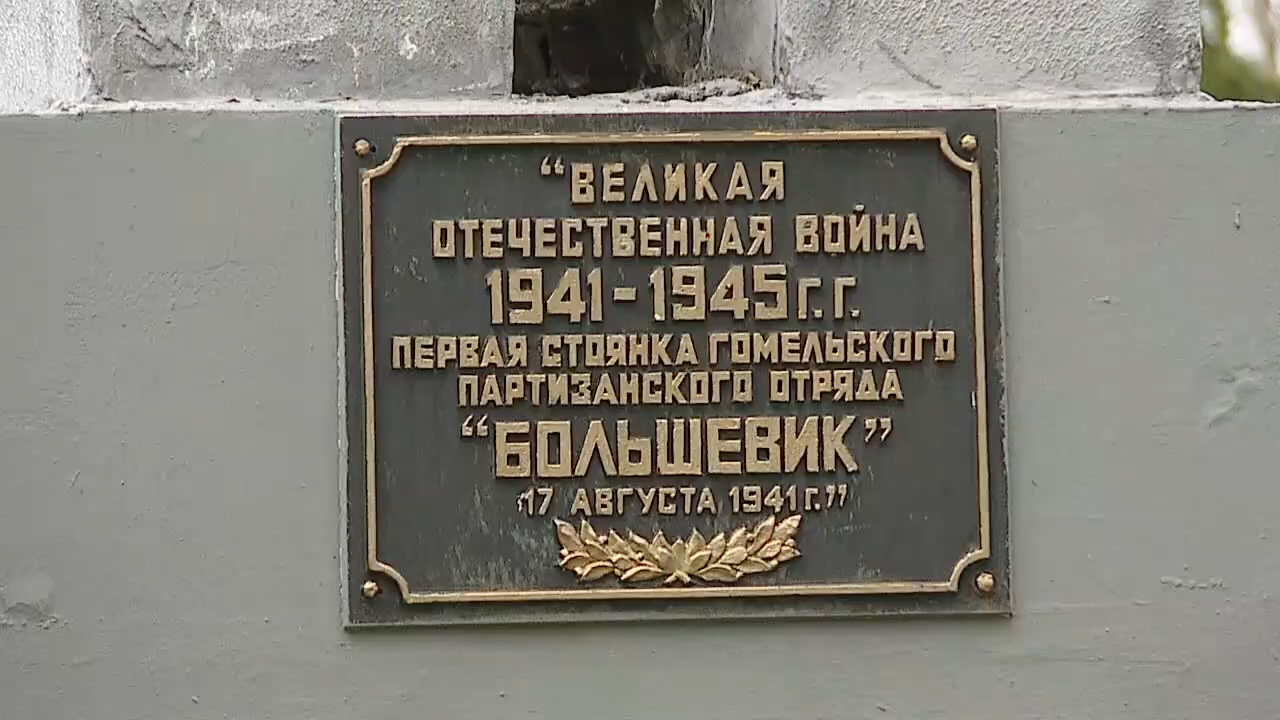 “ВЕЛИКАЯ
ОТЕЧЕСТВЕННАЯ ВОЙНА
1941-1945 Г.Г.
ПЕРВАЯ СТОЯНКА ГОМЕЛЬСКОГО
ПАРТИЗАНСКОГО ОТРЯДА
“БОЛЬШЕВИК”
“17 АВГУСТА 1941 Г.”